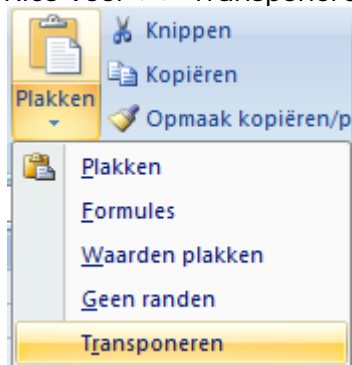 Knippen
Kopiëren
Plakken
Opmaak kopiëren/p
Plakken
Formules
Waarden plakken
Geen randen
Transponeren